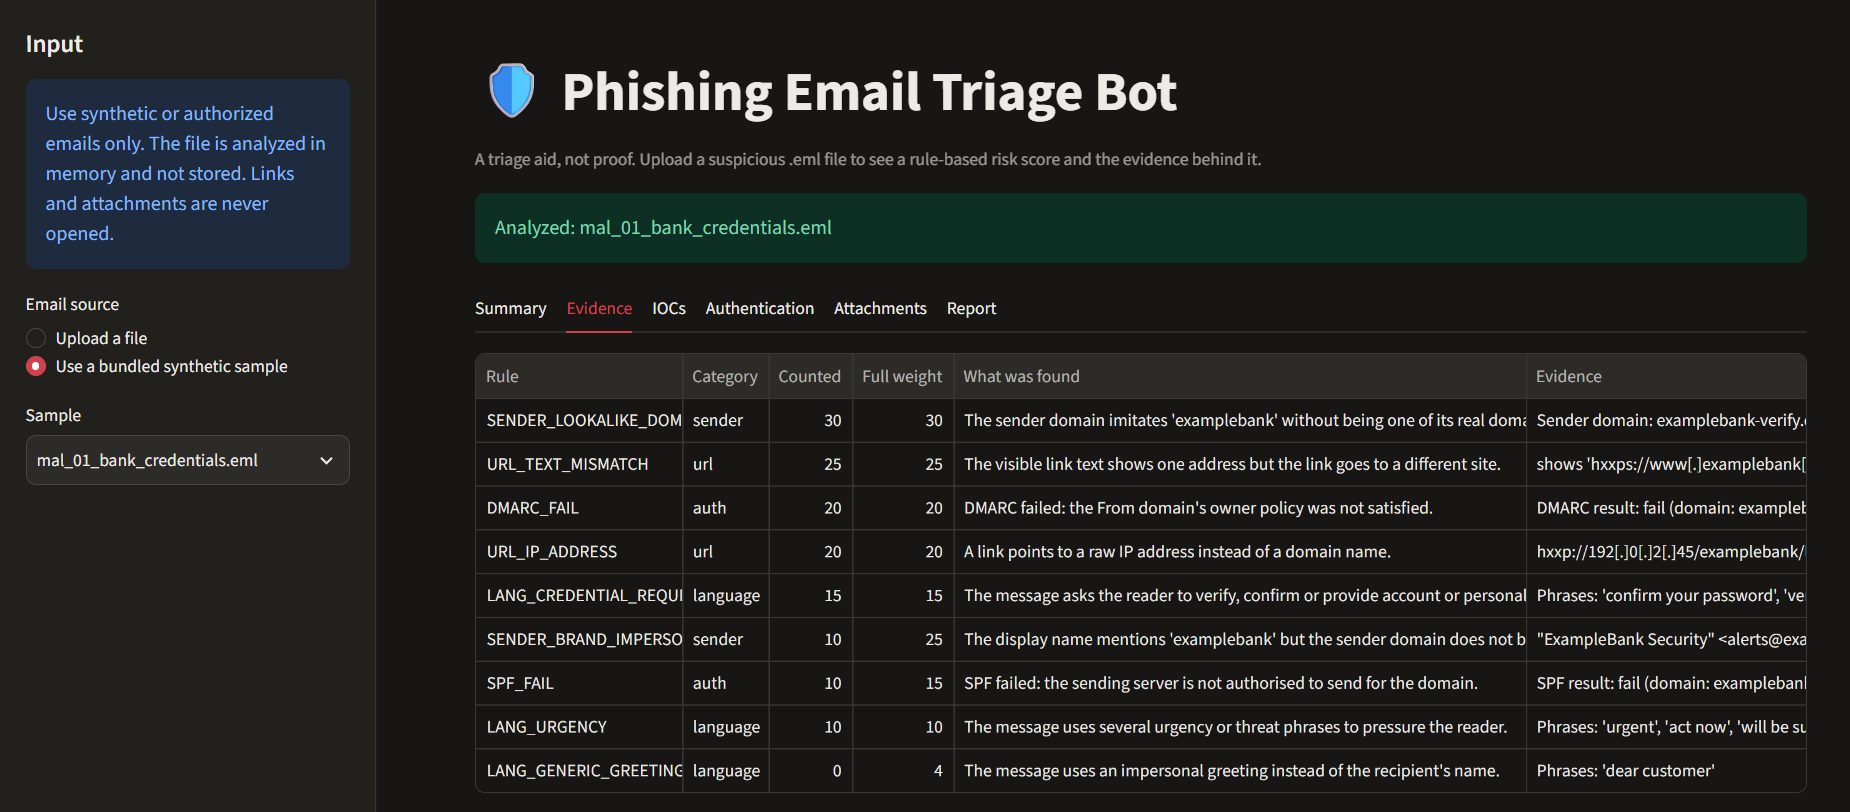 Input
Use synthetic or authorized
emails only. The file is analyzed in
memory and not stored. Links
and attachments are never
opened.
Email source
Upload a file
Use a bundled synthetic sample
Sample
mal_01_bank_credentials.eml
Phishing Email Triage Bot
A triage aid, not proof. Upload a suspicious .eml file to see a rule-based risk score and the evidence behind it.
Analyzed: mal_01_bank_credentials.eml
Summary Evidence IOCs Authentication Attachments Report
Rule Category Counted Full weight What was found Evidence
SENDER_LOOKALIKE_DOM sender 30 30 The sender domain imitates 'examplebank' without being one of its real doma Sender domain: examplebank-verify.
URL_TEXT_MISMATCH url 25 25 The visible link text shows one address but the link goes to a different site. shows 'hxxps://www[.]examplebank[
DMARC_FAIL auth 20 20 DMARC failed: the From domain's owner policy was not satisfied. DMARC result: fail (domain: exampleb
URL_IP_ADDRESS url 20 20 A link points to a raw IP address instead of a domain name. hxxp://192[.]0[.]2[.]45/examplebank/
LANG_CREDENTIAL_REQU language 15 15 The message asks the reader to verify, confirm or provide account or personal Phrases: 'confirm your password', 've
SENDER_BRAND_IMPERSO sender 10 25 The display name mentions 'examplebank' but the sender domain does not b "ExampleBank Security" <alerts@exa
SPF_FAIL auth 10 15 SPF failed: the sending server is not authorised to send for the domain. SPF result: fail (domain: exampleban
LANG_URGENCY language 10 10 The message uses several urgency or threat phrases to pressure the reader. Phrases: 'urgent', 'act now', 'will be su
LANG_GENERIC_GREETING language 0 4 The message uses an impersonal greeting instead of the recipient's name. Phrases: 'dear customer'